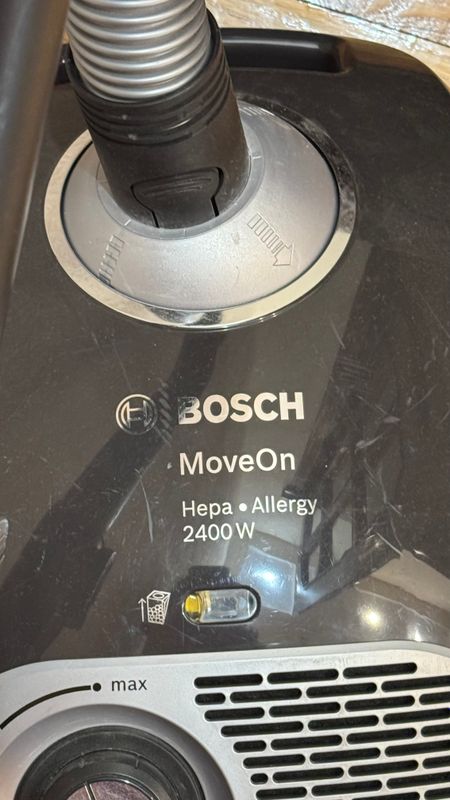 BOSCH
MoveOn
Hepa • Allergy
2400 W
max